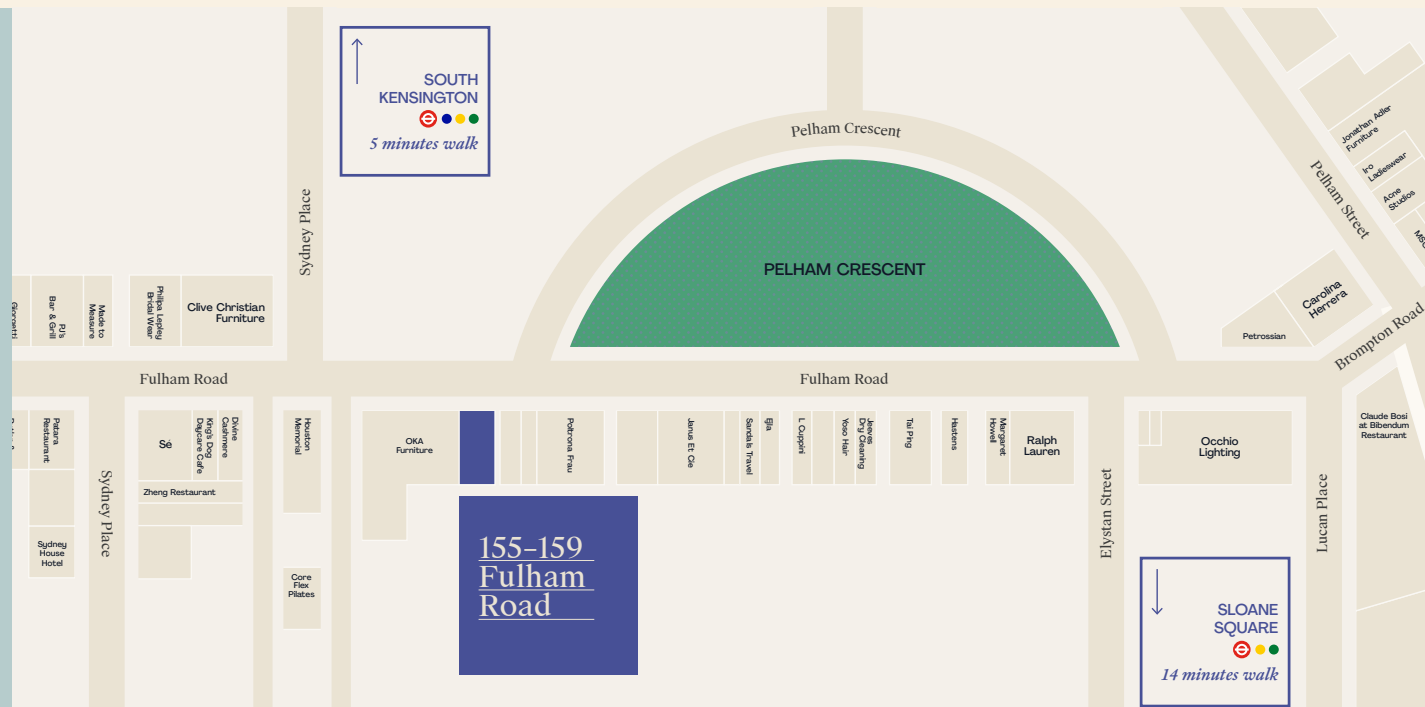 SOUTH
KENSINGTON
5 minutes walk
Sydney Place
Pelham Crescent
PELHAM CRESCENT
Pelham Street
Jonathan Adler
Furniture
Iro
Ladieswear
Acne
Studios
Carolina
Herrera
Petrossian
Brompton Road
Giorgetti
PJ's
Bar & Grill
Made to
Measure
Philipa Lepley
Bridal Wear
Clive Christian
Furniture
Fulham Road
Fulham Road
Patara
Restaurant
Sydney
House
Hotel
Sydney Place
Sé
Divine
Cashmere
King's Dog
Daycare Cafe
Zheng Restaurant
Houston
Memorial
Core
Flex
Pilates
OKA
Furniture
155–159
Fulham
Road
Poltrona Frau
Janus Et Cie
Sandals Travel
Ejla
L Cuppini
Yoso Hair
Jeeves
Dry Cleaning
Tai Ping
Hastens
Margaret
Howell
Ralph
Lauren
Elystan Street
Occhio
Lighting
Lucan Place
Claude Bosi
at Bibendum
Restaurant
SLOANE
SQUARE
14 minutes walk